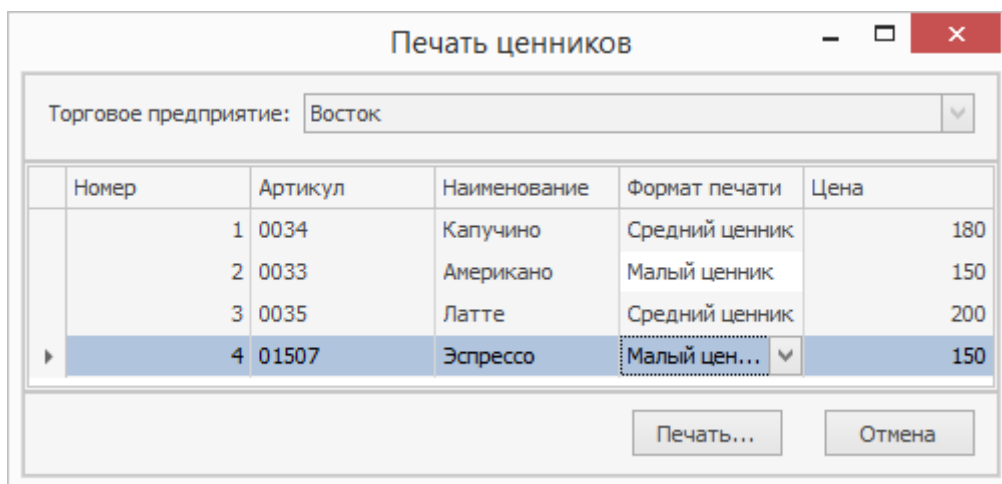 Печать ценников
Торговое предприятие: Восток
Номер Артикул Наименование Формат печати Цена
1 0034 Капучино Средний ценник 180
2 0033 Американо Малый ценник 150
3 0035 Латте Средний ценник 200
4 01507 Эспрессо Малый цен... 150
Печать... Отмена